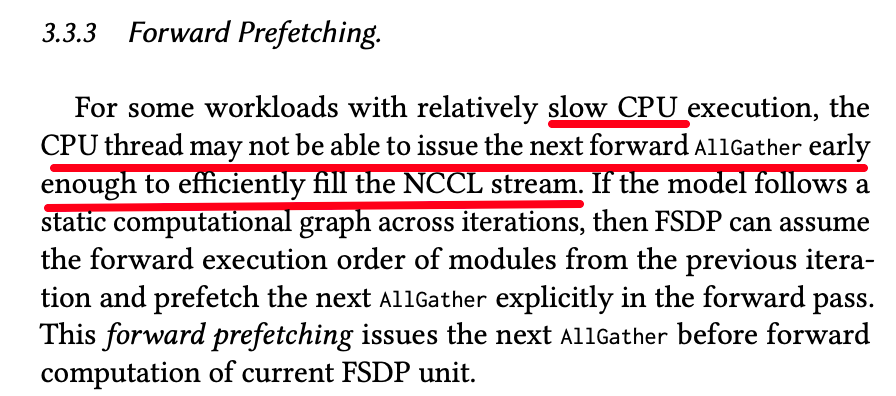 3.3.3 Forward Prefetching.
For some workloads with relatively slow CPU execution, the
CPU thread may not be able to issue the next forward AllGather early
enough to efficiently fill the NCCL stream. If the model follows a
static computational graph across iterations, then FSDP can assume
the forward execution order of modules from the previous itera-
tion and prefetch the next AllGather explicitly in the forward pass.
This forward prefetching issues the next AllGather before forward
computation of current FSDP unit.